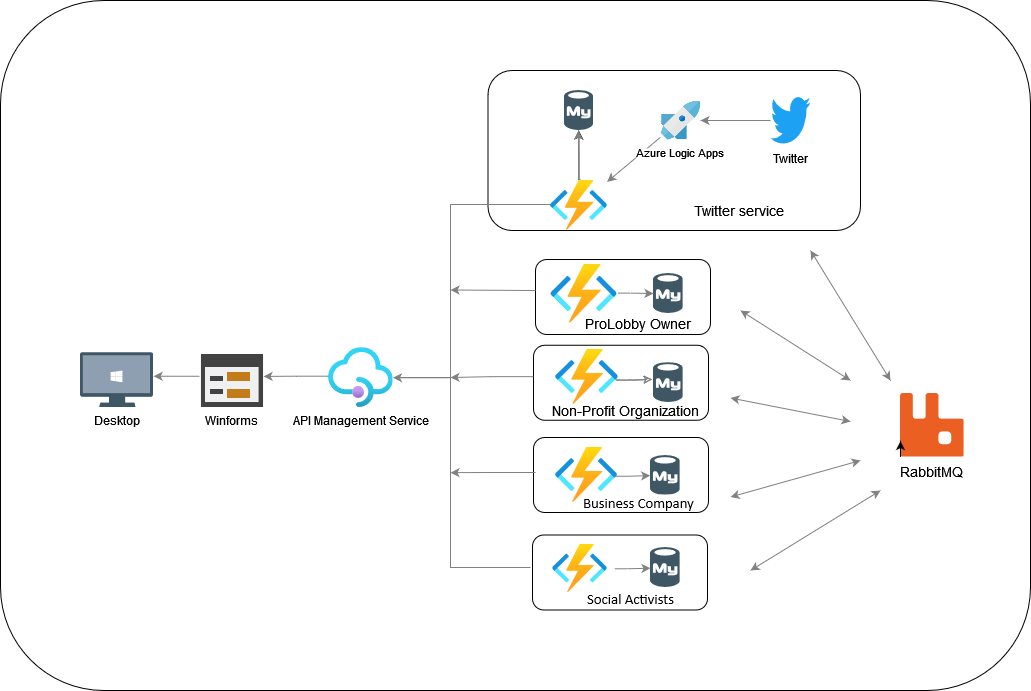 My
Azure Logic Apps
Twitter
Twitter service
My
ProLobby Owner
My
Non-Profit Organization
Desktop
Winforms
API Management Service
My
Business Company
RabbitMQ
My
Social Activists